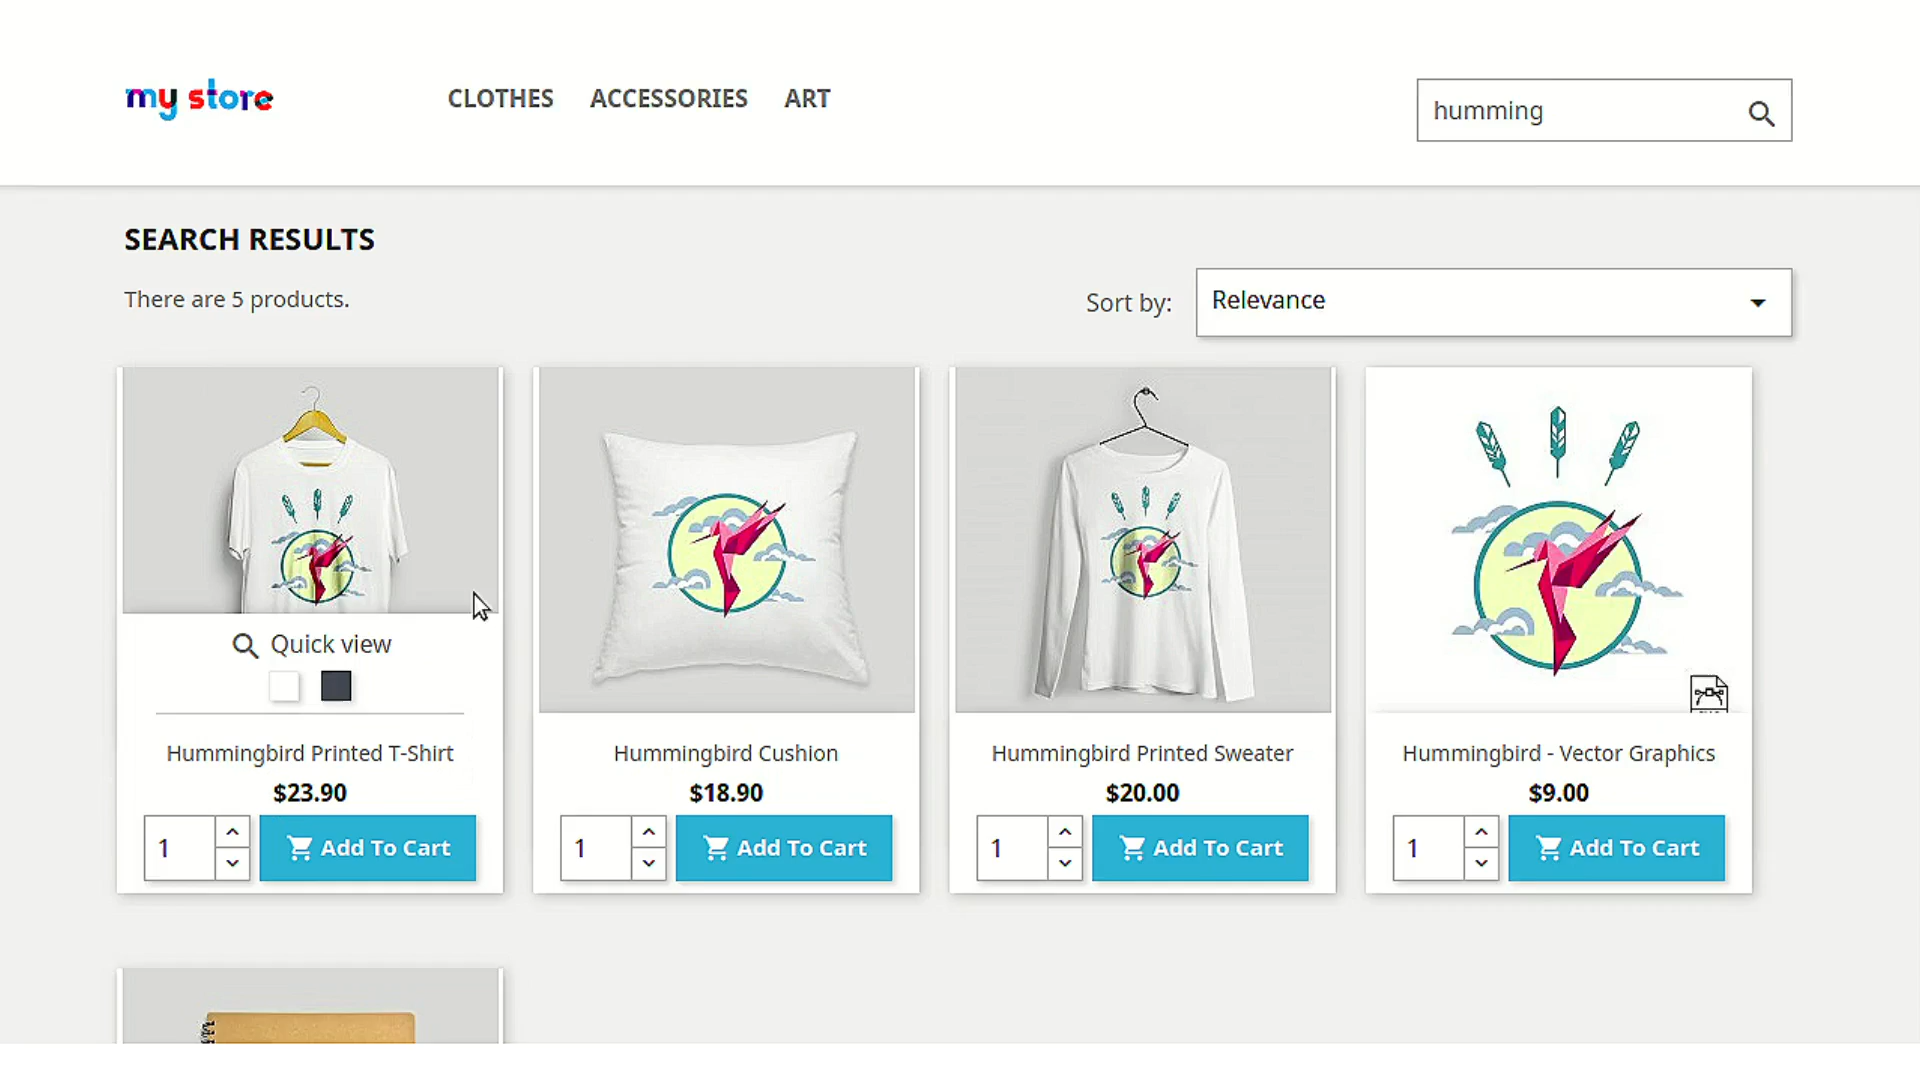 my store
CLOTHES ACCESSORIES ART
humming
SEARCH RESULTS
There are 5 products.
Sort by: Relevance
Quick view
Hummingbird Printed T-Shirt
$23.90
1 Add To Cart
Hummingbird Cushion
$18.90
1 Add To Cart
Hummingbird Printed Sweater
$20.00
1 Add To Cart
Hummingbird - Vector Graphics
$9.00
1 Add To Cart